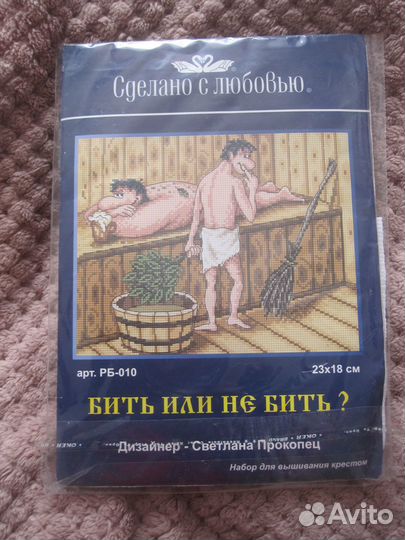 Сделано с любовью®
арт. РБ-010
23x18 см
БИТЬ ИЛИ НЕ БИТЬ ?
Дизайнер - Светлана Прокопец
Набор для вышивания крестом
Avito